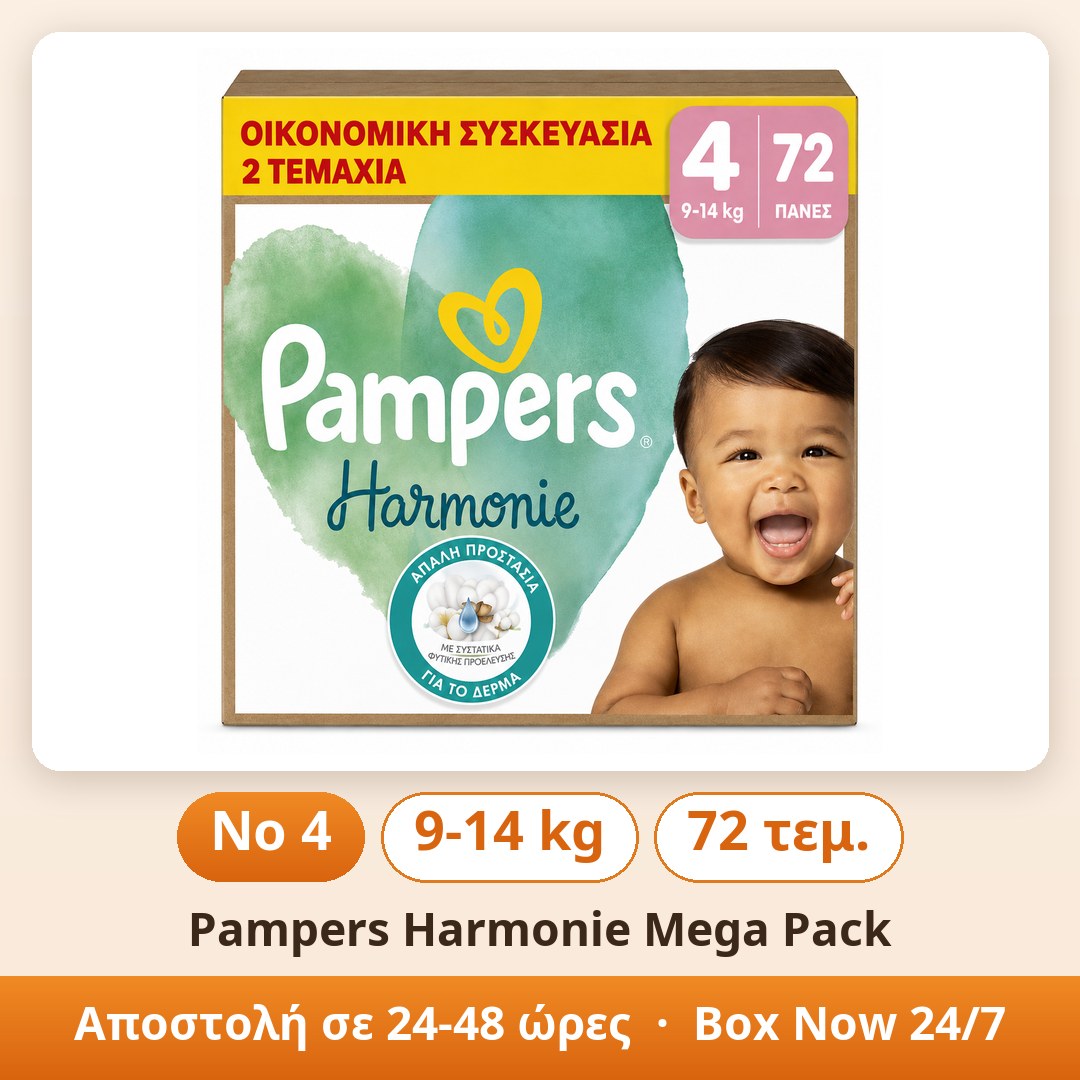 ΟΙΚΟΝΟΜΙΚΗ ΣΥΣΚΕΥΑΣΙΑ
2 ΤΕΜΑΧΙΑ
4
9-14 kg
72
ΠΑΝΕΣ
Pampers®
Harmonie
ΑΠΑΛΗ ΠΡΟΣΤΑΣΙΑ
ΜΕ ΣΥΣΤΑΤΙΚΑ
ΦΥΤΙΚΗΣ ΠΡΟΕΛΕΥΣΗΣ
ΓΙΑ ΤΟ ΔΕΡΜΑ
No 4
9-14 kg
72 τεμ.
Pampers Harmonie Mega Pack
Αποστολή σε 24-48 ώρες · Box Now 24/7